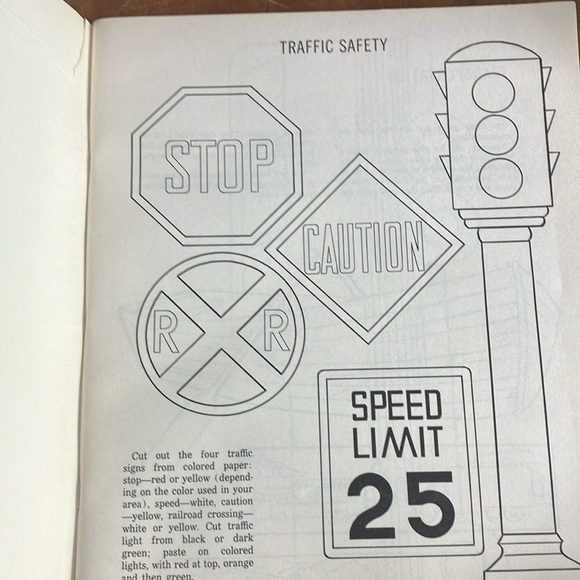 TRAFFIC SAFETY
STOP
CAUTION
R R
SPEED
LIMIT
25
Cut out the four traffic
signs from colored paper:
stop—red or yellow (depend-
ing on the color used in your
area), speed—white, caution
—yellow, railroad crossing—
white or yellow. Cut traffic
light from black or dark
green; paste on colored
lights, with red at top, orange
and then green.